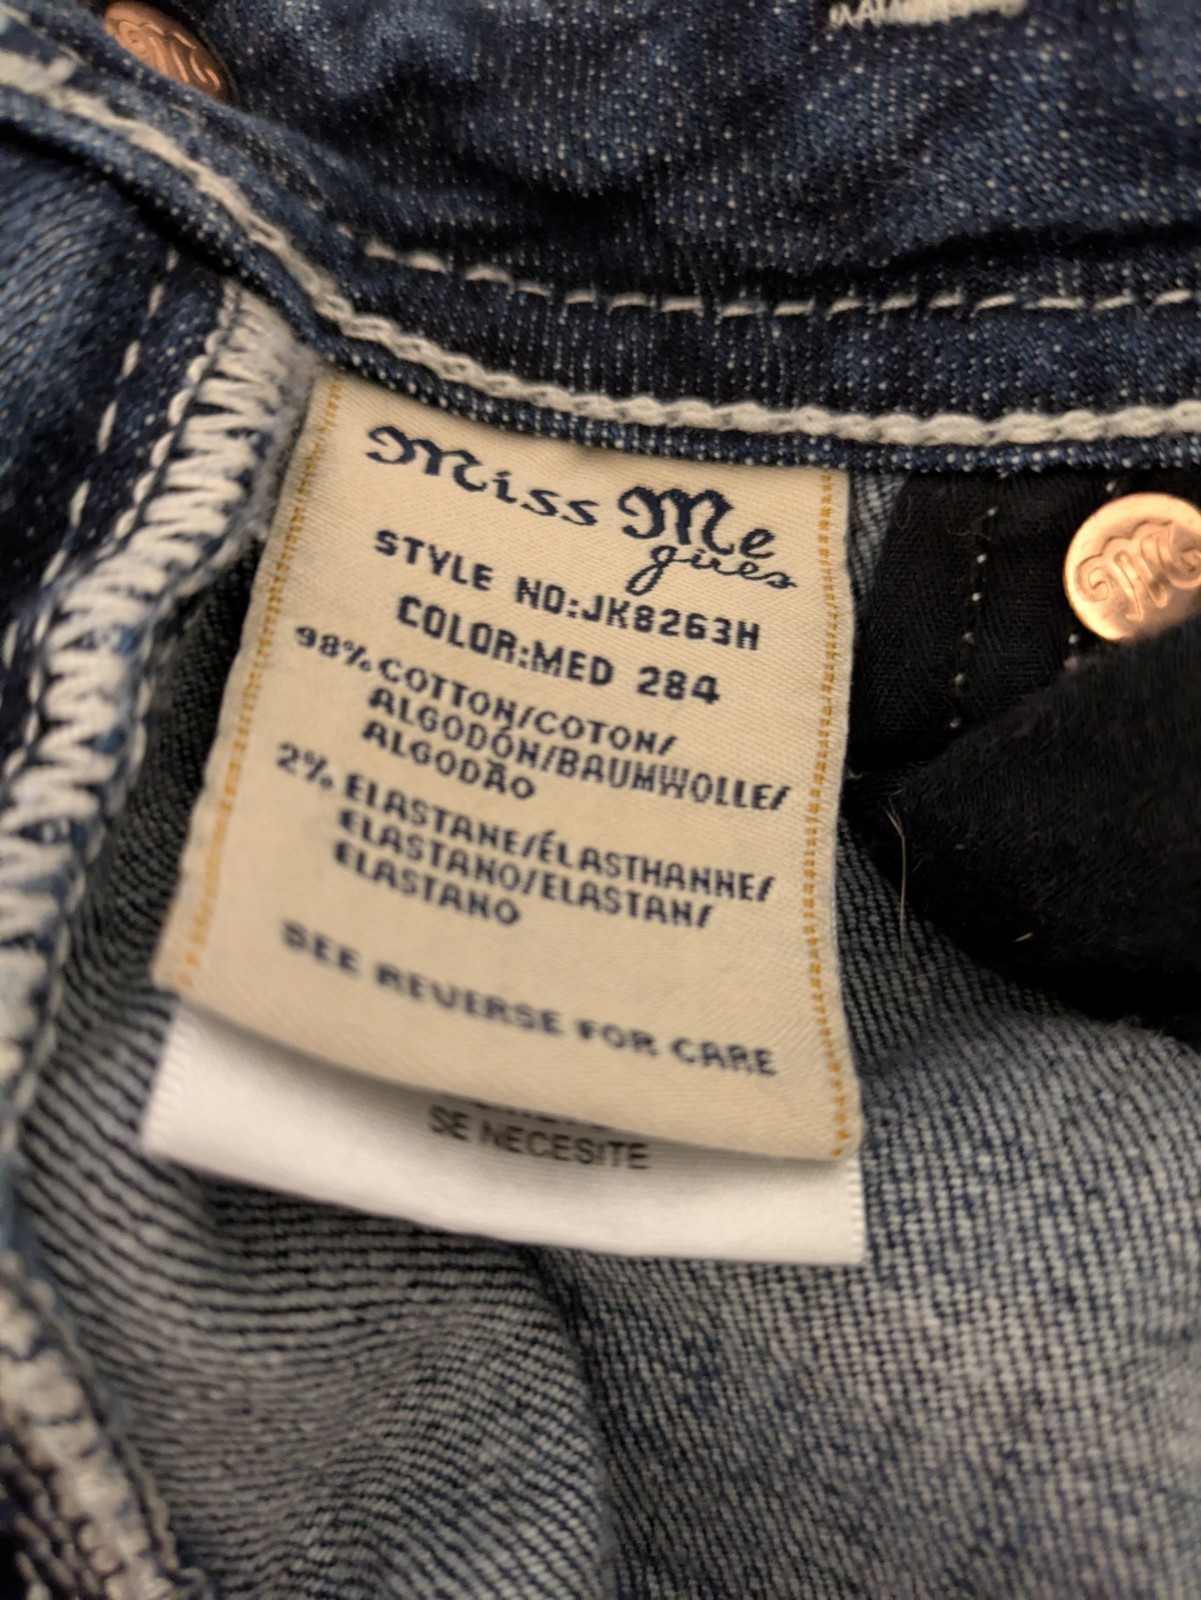 Miss Me
STYLE NO:JK8263H
COLOR:MED 284
98% COTTON/COTON/
ALGODÓN/BAUMWOLLE/
ALGODÃO
2% ELASTANE/ÉLASTHANNE/
ELASTANO/ELASTAN/
ELASTANO
SEE REVERSE FOR CARE
SE NECESITE